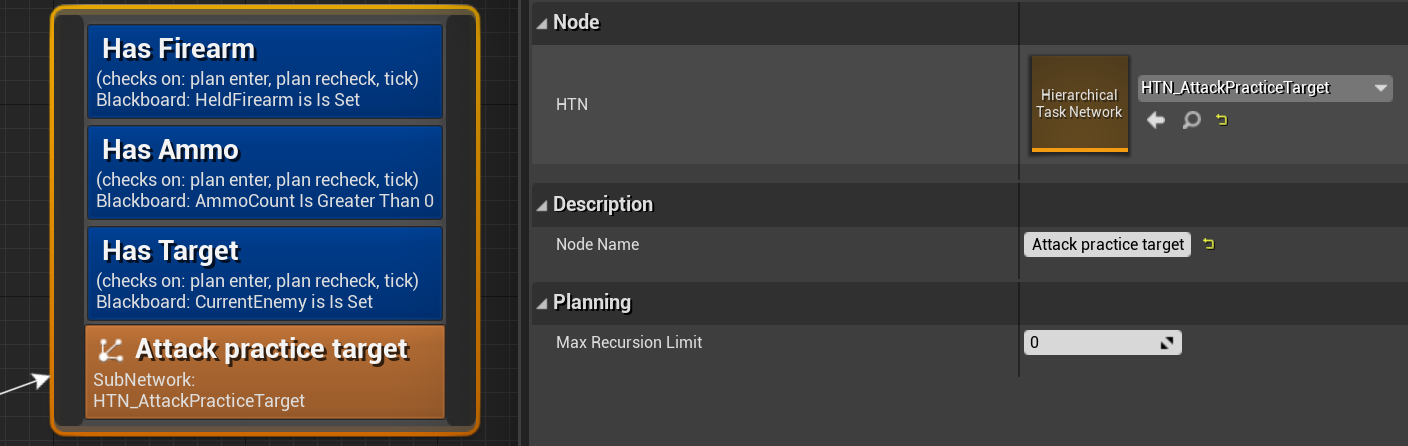 Has Firearm
(checks on: plan enter, plan recheck, tick)
Blackboard: HeldFirearm is Is Set
Has Ammo
(checks on: plan enter, plan recheck, tick)
Blackboard: AmmoCount Is Greater Than 0
Has Target
(checks on: plan enter, plan recheck, tick)
Blackboard: CurrentEnemy is Is Set
Attack practice target
SubNetwork:
HTN_AttackPracticeTarget
Node
HTN
Hierarchical
Task Network
HTN_AttackPracticeTarget
Description
Node Name
Attack practice target
Planning
Max Recursion Limit
0